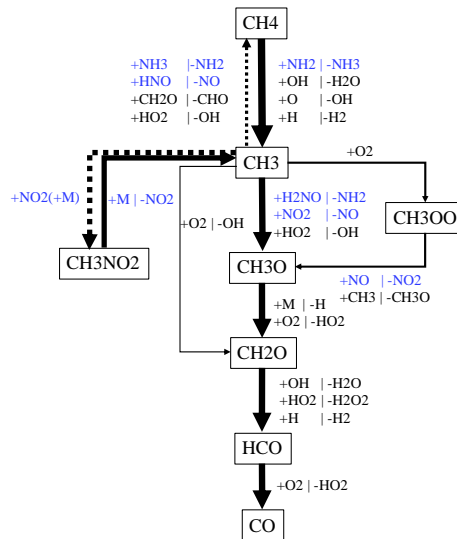 CH4
+NH3 |-NH2
+HNO |-NO
+CH2O |-CHO
+HO2 |-OH
+NH2 | -NH3
+OH | -H2O
+O | -OH
+H | -H2
CH3
+O2
+NO2(+M)
+M | -NO2
+O2 | -OH
+H2NO | -NH2
+NO2 | -NO
+HO2 | -OH
CH3OO
CH3NO2
CH3O
+NO | -NO2
+CH3 | -CH3O
+M | -H
+O2 | -HO2
CH2O
+OH | -H2O
+HO2 | -H2O2
+H | -H2
HCO
+O2 | -HO2
CO